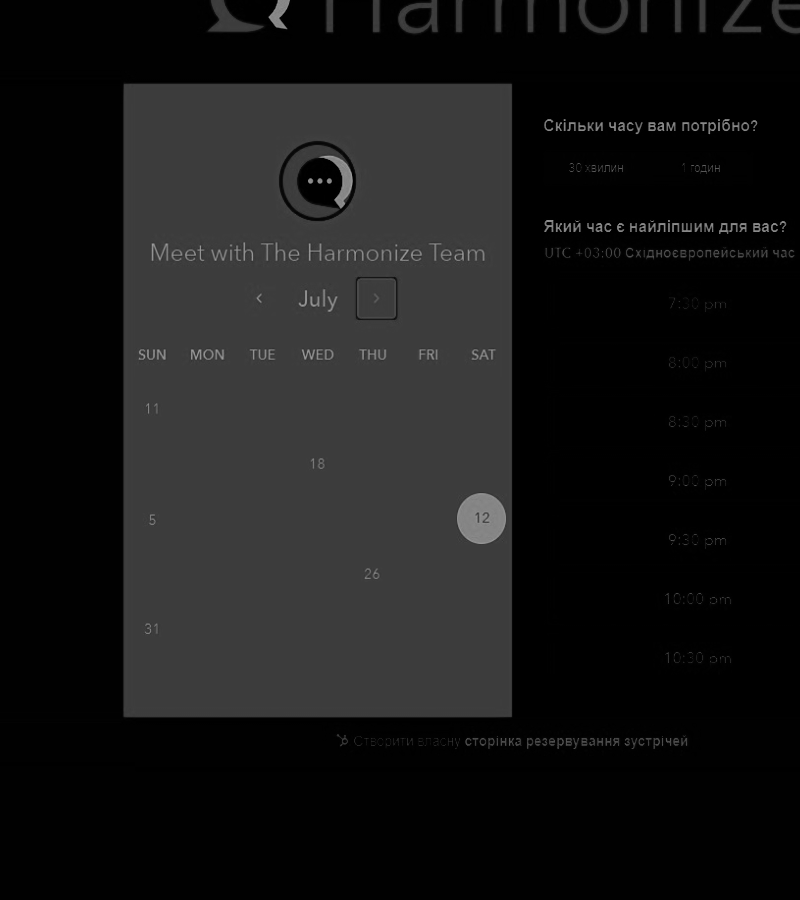 Harmonize
Meet with The Harmonize Team
July
SUN MON TUE WED THU FRI SAT
11
18
5 12
26
31
Скільки часу вам потрібно?
30 хвилин 1 годин
Який час є найліпшим для вас?
UTC +03:00 Східноєвропейський час
7:30 pm
8:00 pm
8:30 pm
9:00 pm
9:30 pm
10:00 pm
10:30 pm
Створити власну сторінка резервування зустрічей